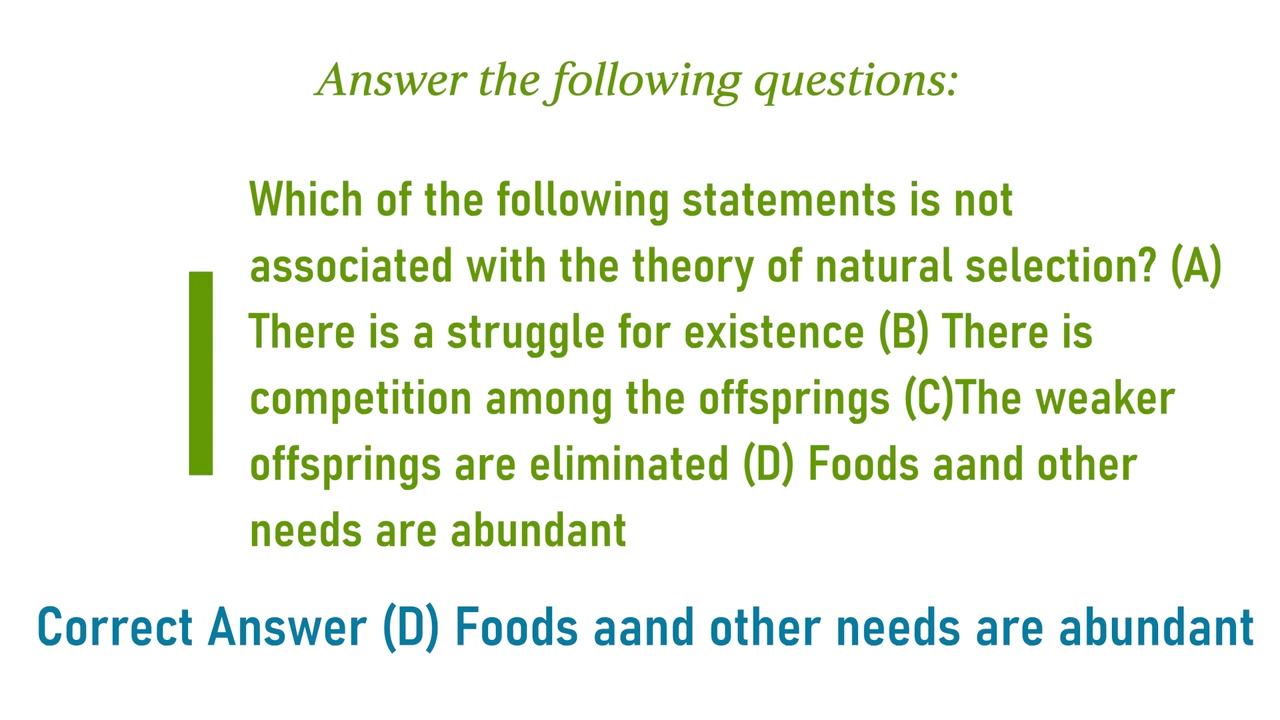 Answer the following questions:
Which of the following statements is not
associated with the theory of natural selection? (A)
There is a struggle for existence (B) There is
competition among the offsprings (C)The weaker
offsprings are eliminated (D) Foods aand other
needs are abundant
Correct Answer (D) Foods aand other needs are abundant